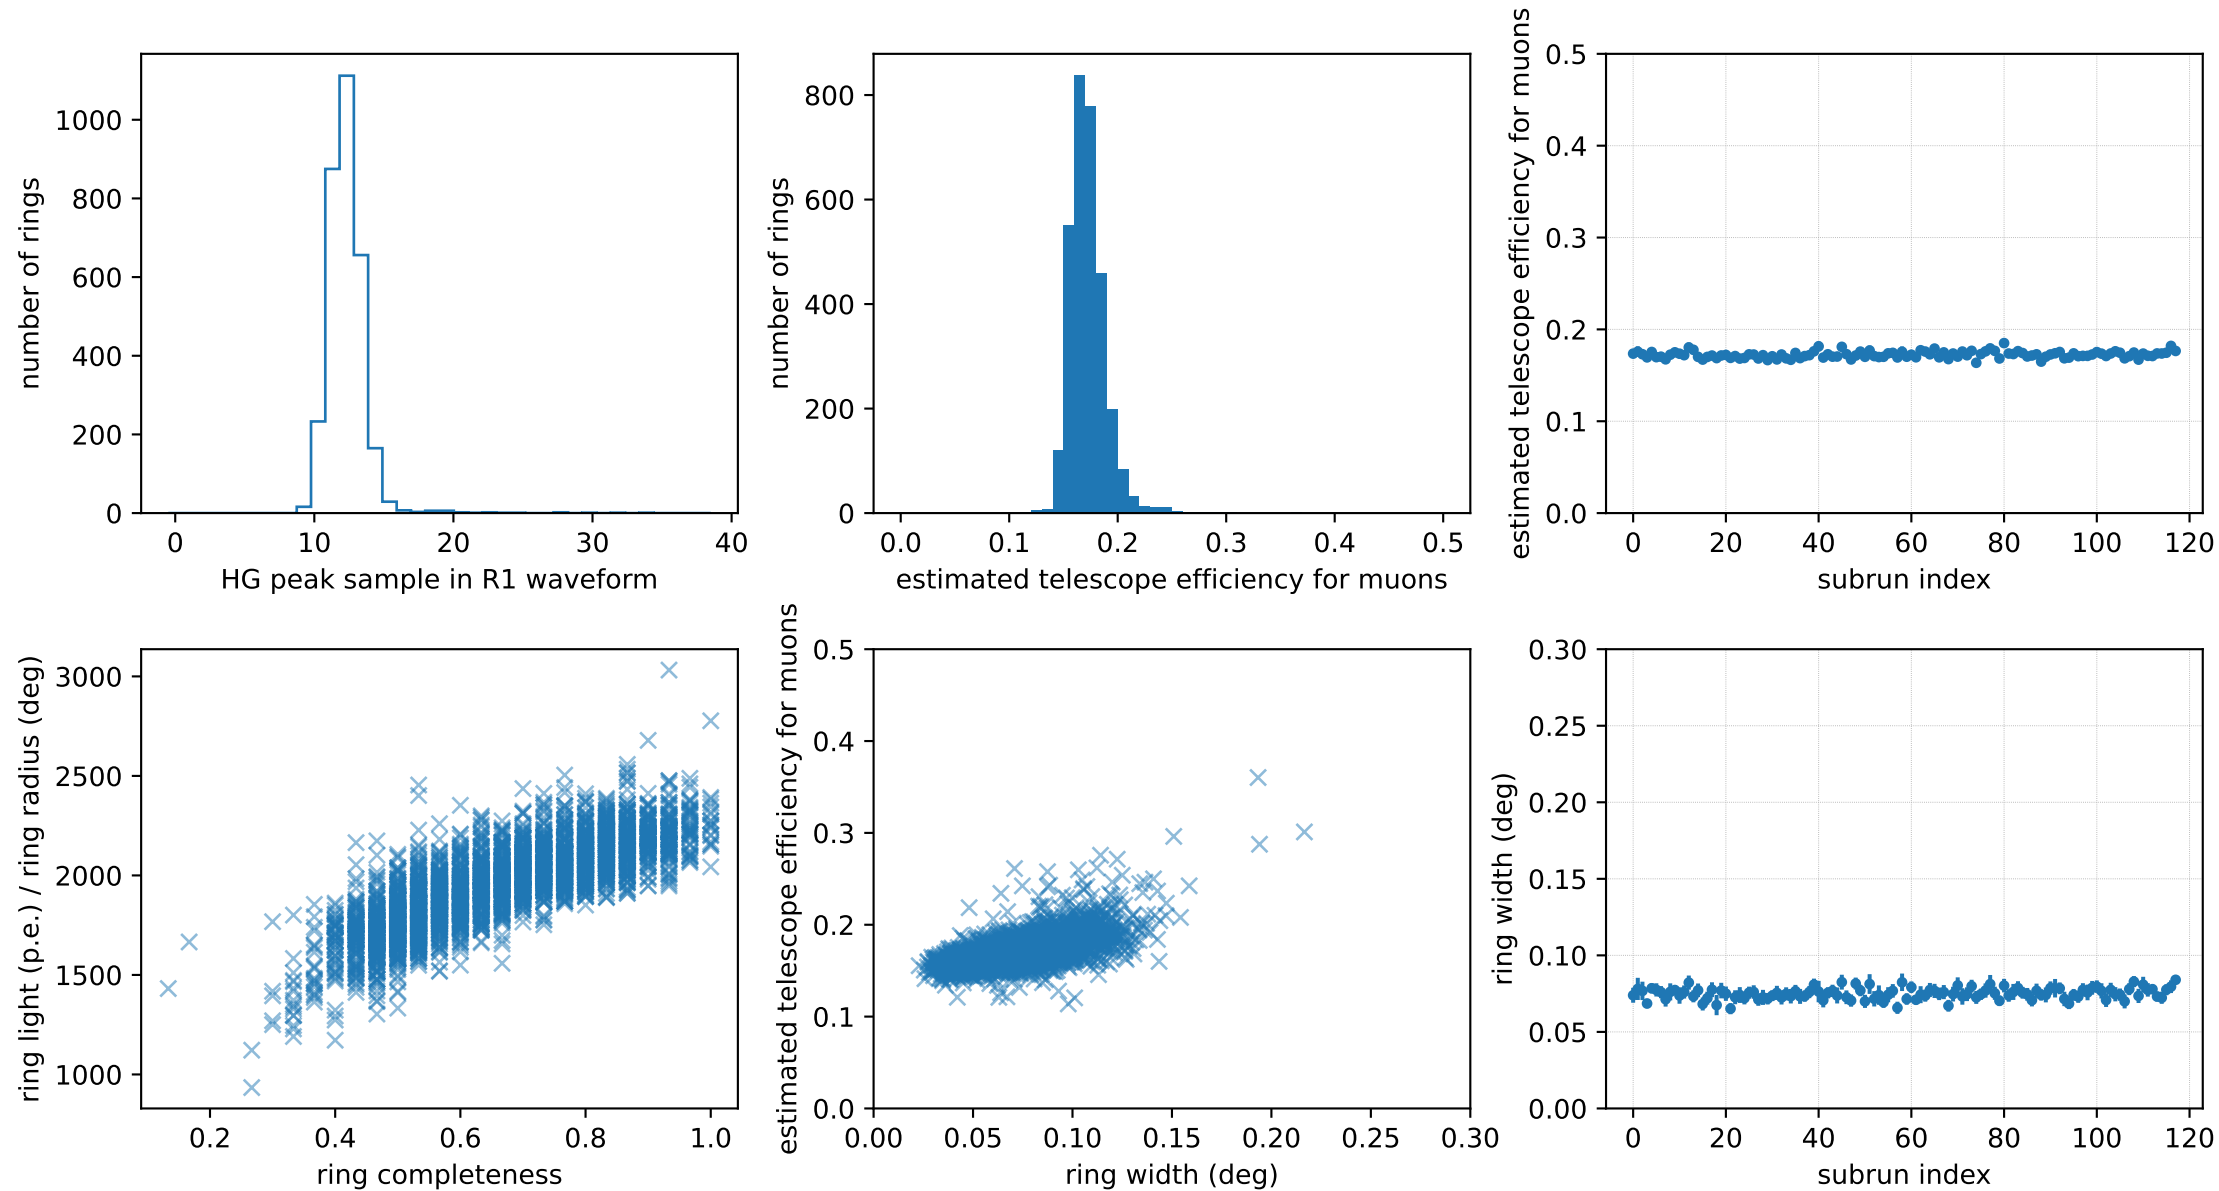 number of rings
1000
800
600
400
200
0
0 10 20 30 40
HG peak sample in R1 waveform
number of rings
800
600
400
200
0
0.0 0.1 0.2 0.3 0.4 0.5
estimated telescope efficiency for muons
estimated telescope efficiency for muons
0.5
0.4
0.3
0.2
0.1
0.0
0 20 40 60 80 100 120
subrun index
ring light (p.e.) / ring radius (deg)
3000
2500
2000
1500
1000
0.2 0.4 0.6 0.8 1.0
ring completeness
estimated telescope efficiency for muons
0.5
0.4
0.3
0.2
0.1
0.0
0.00 0.05 0.10 0.15 0.20 0.25 0.30
ring width (deg)
ring width (deg)
0.30
0.25
0.20
0.15
0.10
0.05
0.00
0 20 40 60 80 100 120
subrun index